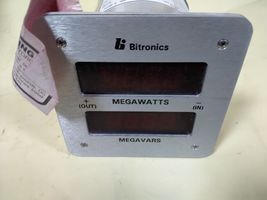 Bitronics
+
(OUT)
MEGAWATTS
−
(IN)
MEGAVARS